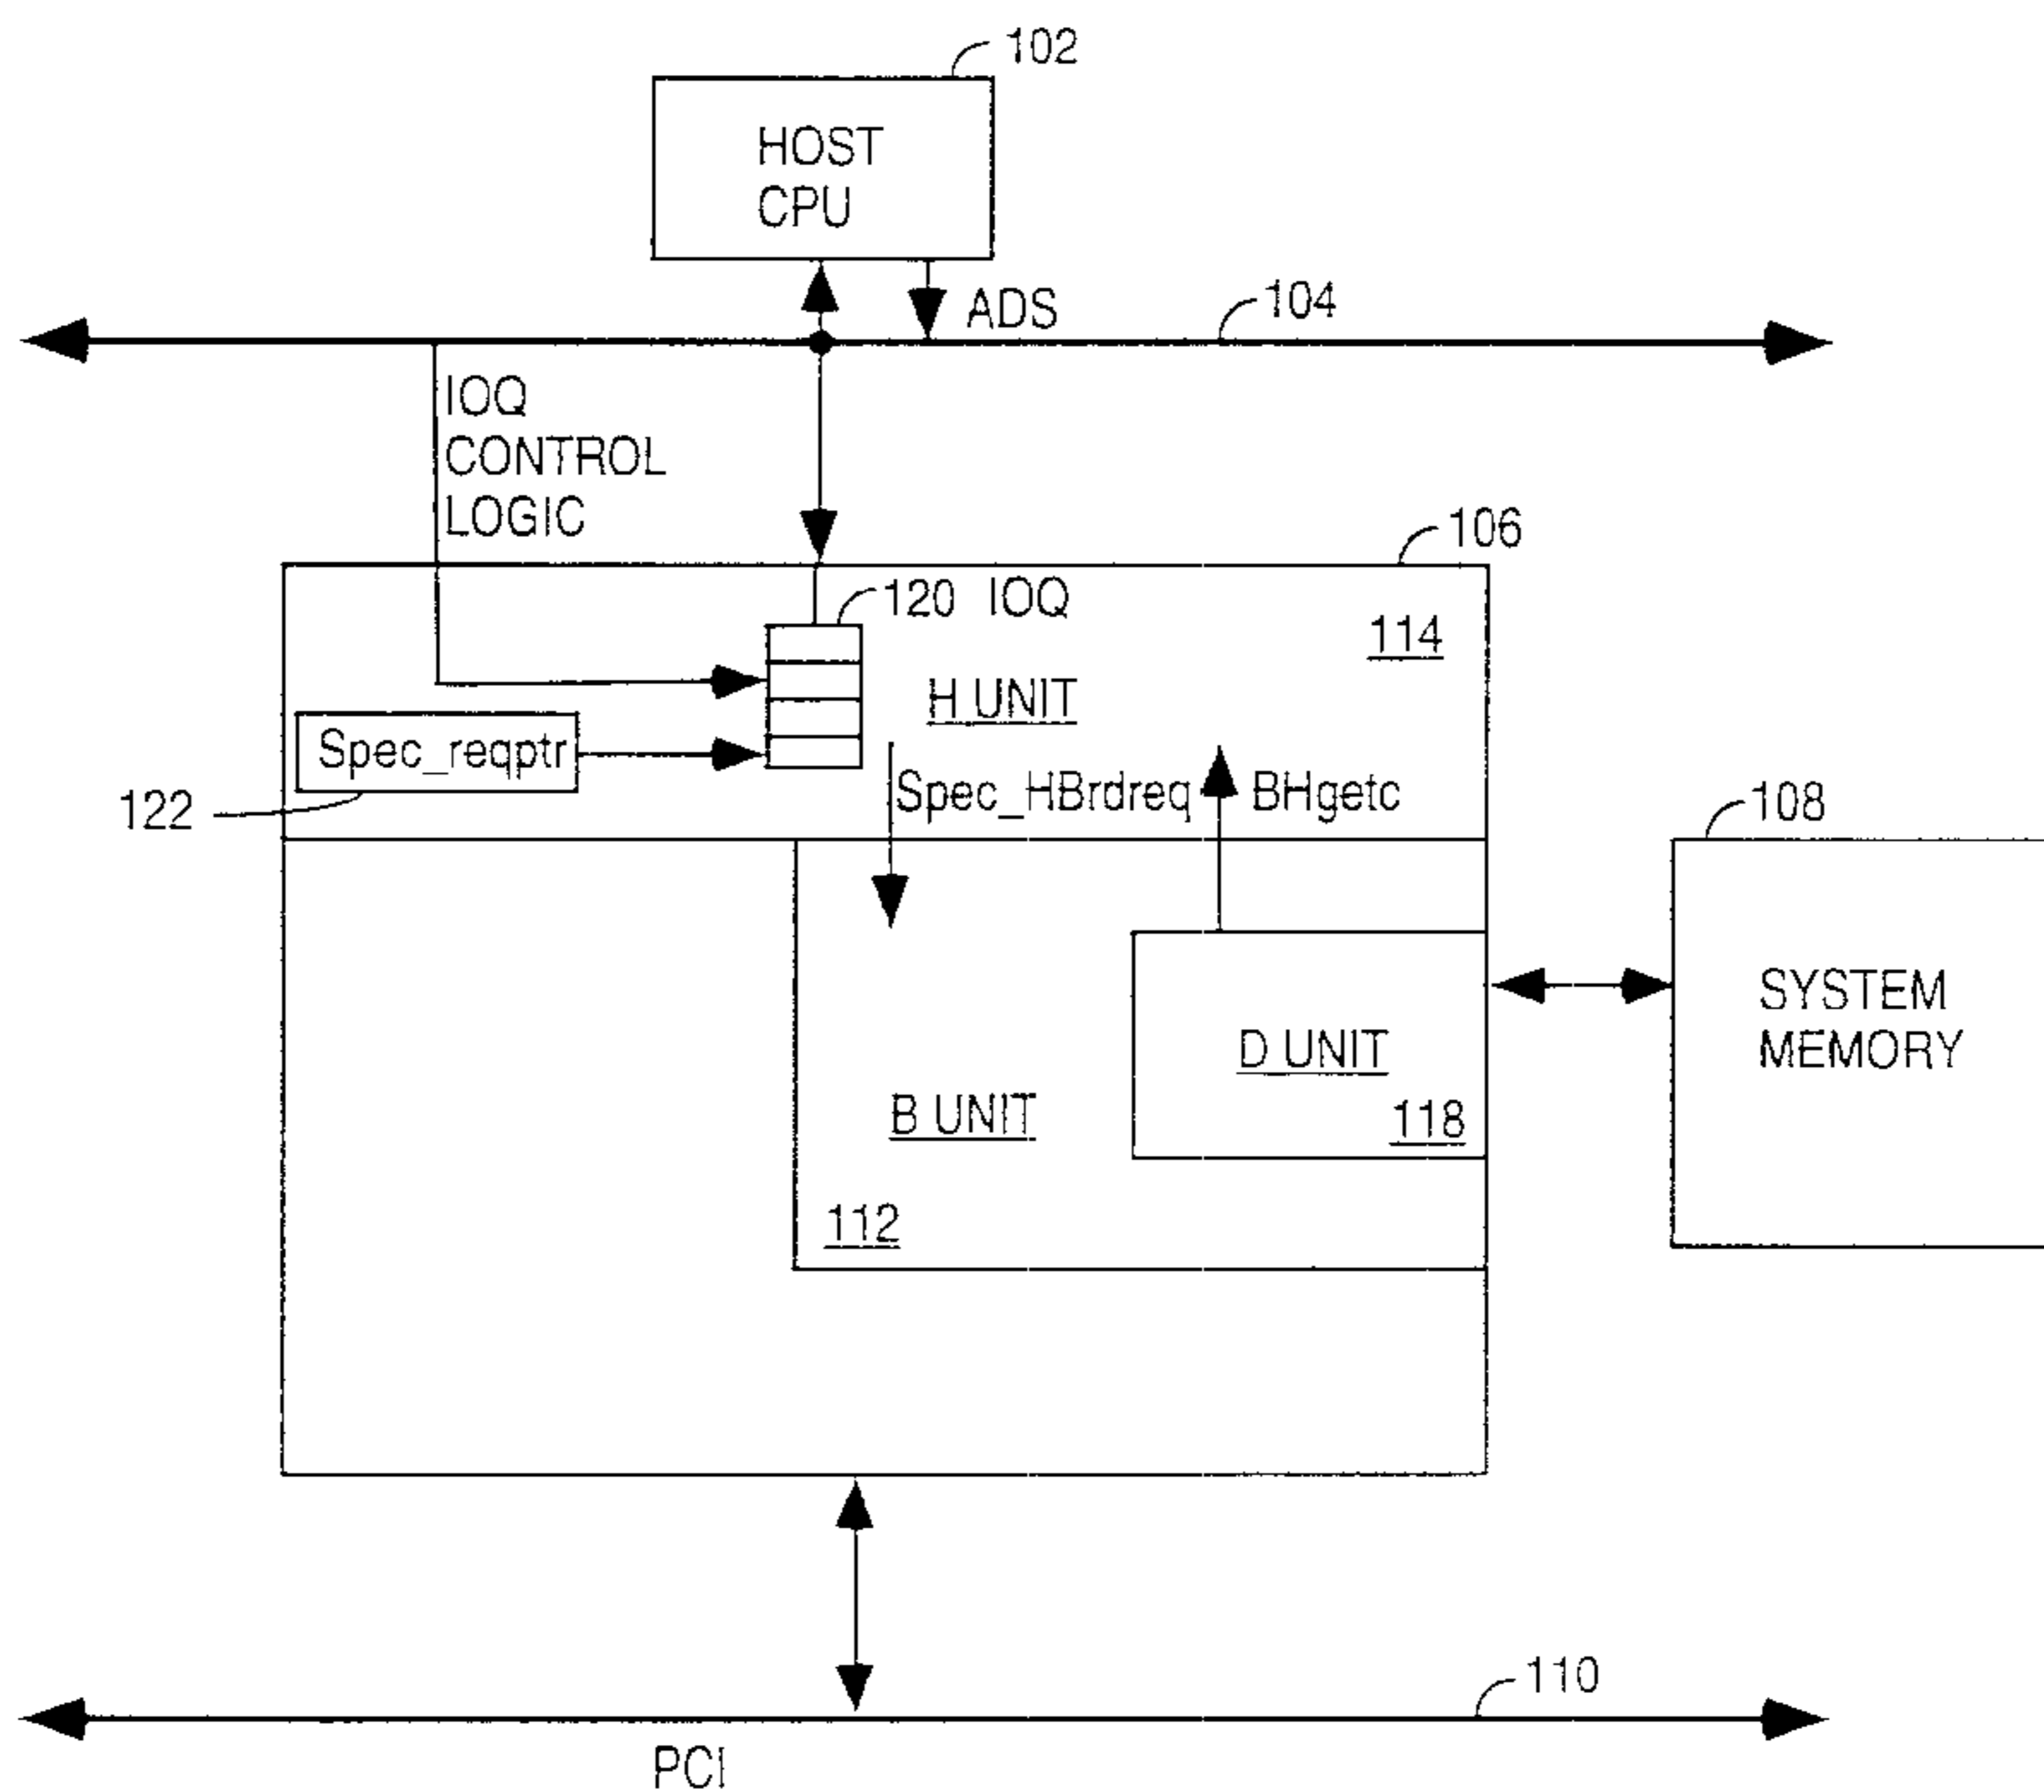 102
HOST
CPU
ADS
104
IOQ
CONTROL
LOGIC
106
120 IOQ
114
H UNIT
Spec_reqptr
122
Spec_HBrdreq
BHgetc
108
SYSTEM
MEMORY
D UNIT
118
B UNIT
112
110
PCI